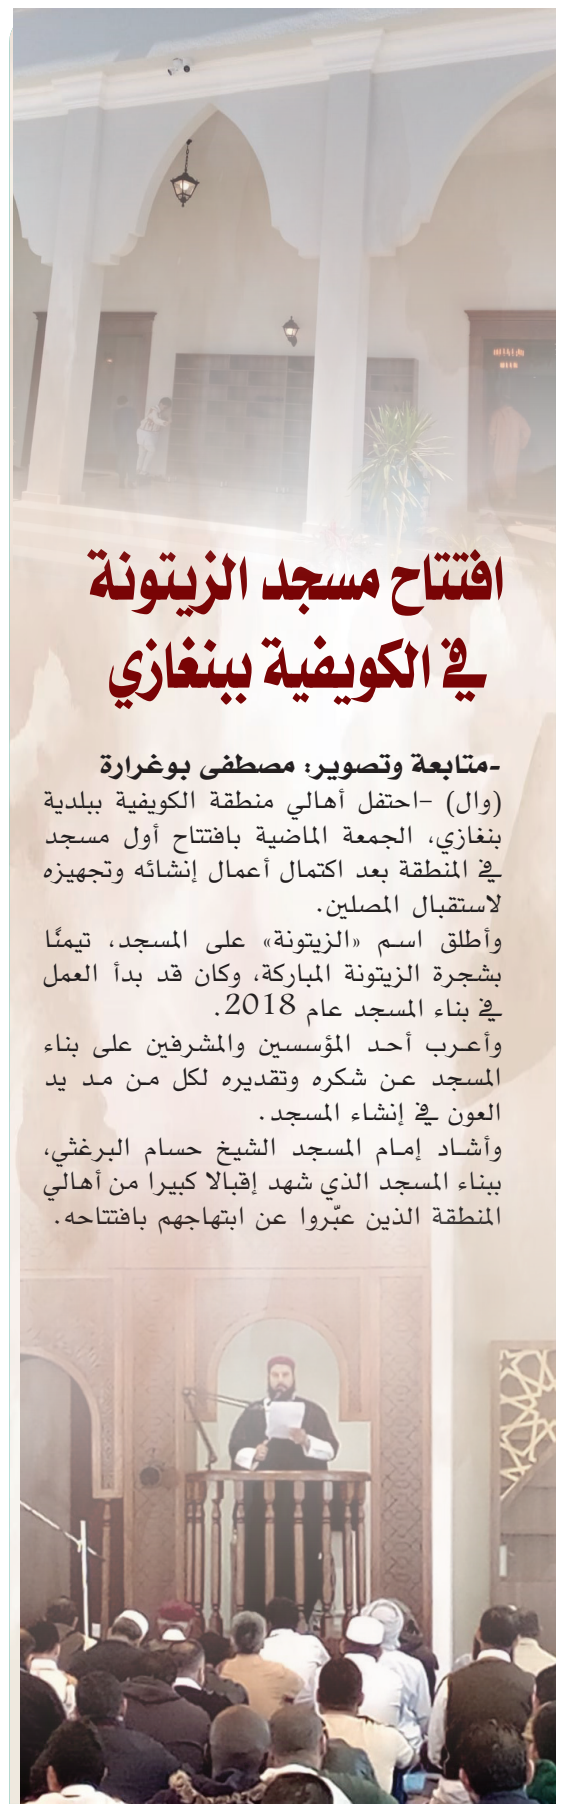 افتتاح مسجد الزيتونة
في الكويفية ببنغازي
-متابعة وتصوير: مصطفى بوغرارة
(وال) -احتفل أهالي منطقة الكويفية ببلدية
بنغازي، الجمعة الماضية بافتتاح أول مسجد
في المنطقة بعد اكتمال أعمال إنشائه وتجهيزه
لاستقبال المصلين.
وأطلق اسم «الزيتونة» على المسجد، تيمنًا
بشجرة الزيتونة المباركة، وكان قد بدأ العمل
في بناء المسجد عام 2018.
وأعرب أحد المؤسسين والمشرفين على بناء
المسجد عن شكره وتقديره لكل من مد يد
العون في إنشاء المسجد.
وأشاد إمام المسجد الشيخ حسام البرغثي،
ببناء المسجد الذي شهد إقبالا كبيرا من أهالي
المنطقة الذين عبّروا عن ابتهاجهم بافتتاحه.